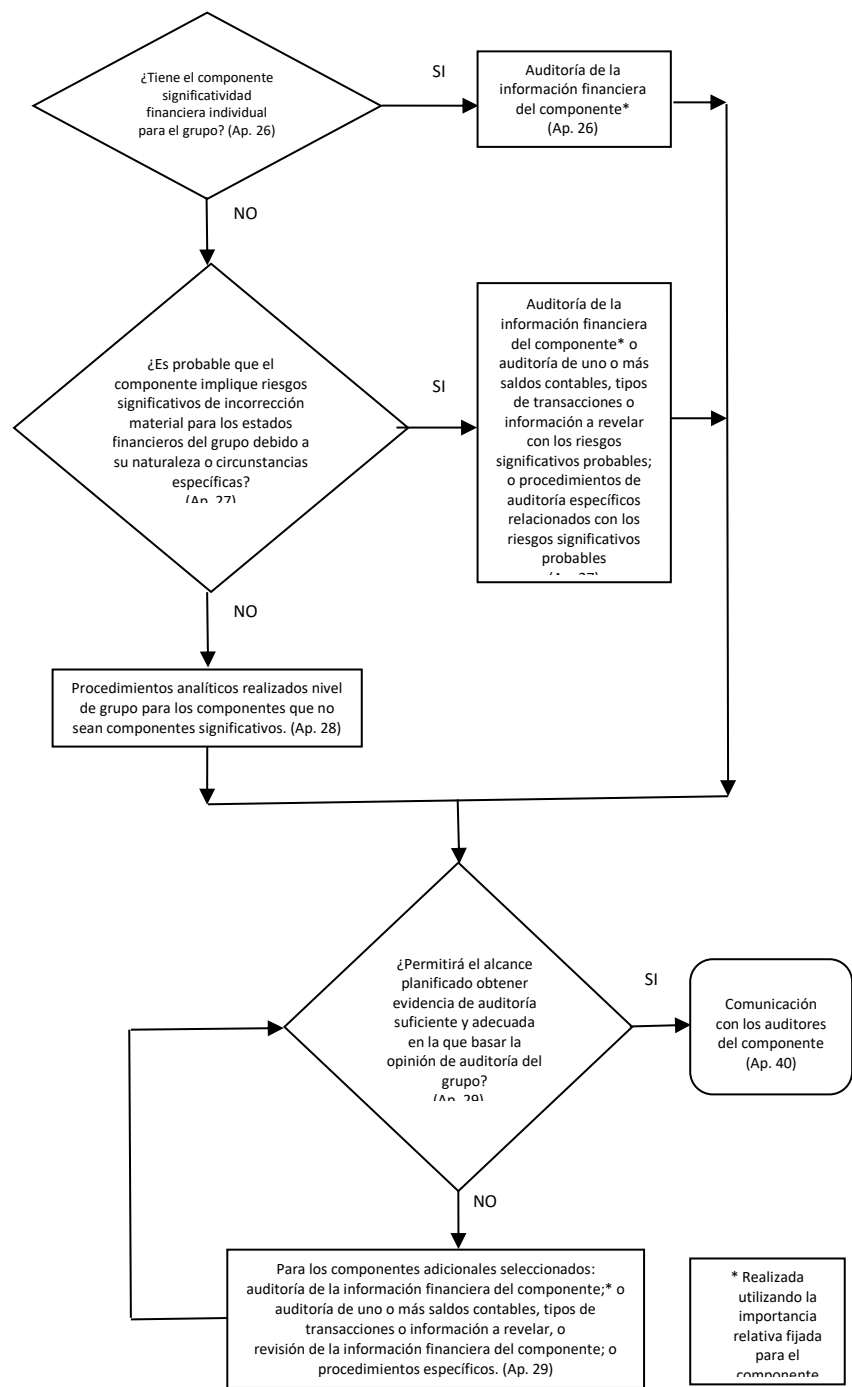 ¿Tiene el componente
significatividad
financiera individual
para el grupo? (Ap. 26)
SI
Auditoría de la
información financiera
del componente*
(Ap. 26)
NO
¿Es probable que el
componente implique riesgos
significativos de incorrección
material para los estados
financieros del grupo debido a
su naturaleza o circunstancias
específicas?
(Ap. 27)
SI
Auditoría de la
información financiera
del componente* o
auditoría de uno o más
saldos contables, tipos
de transacciones o
información a revelar
con los riesgos
significativos probables;
o procedimientos de
auditoría específicos
relacionados con los
riesgos significativos
probables
NO
Procedimientos analíticos realizados nivel
de grupo para los componentes que no
sean componentes significativos. (Ap. 28)
¿Permitirá el alcance
planificado obtener
evidencia de auditoría
suficiente y adecuada
en la que basar la
opinión de auditoría del
grupo?
(Ap. 29)
SI
Comunicación
con los auditores
del componente
(Ap. 40)
NO
Para los componentes adicionales seleccionados:
auditoría de la información financiera del componente;* o
auditoría de uno o más saldos contables, tipos de
transacciones o información a revelar, o
revisión de la información financiera del componente; o
procedimientos específicos. (Ap. 29)
* Realizada
utilizando la
importancia
relativa fijada
para el
componente